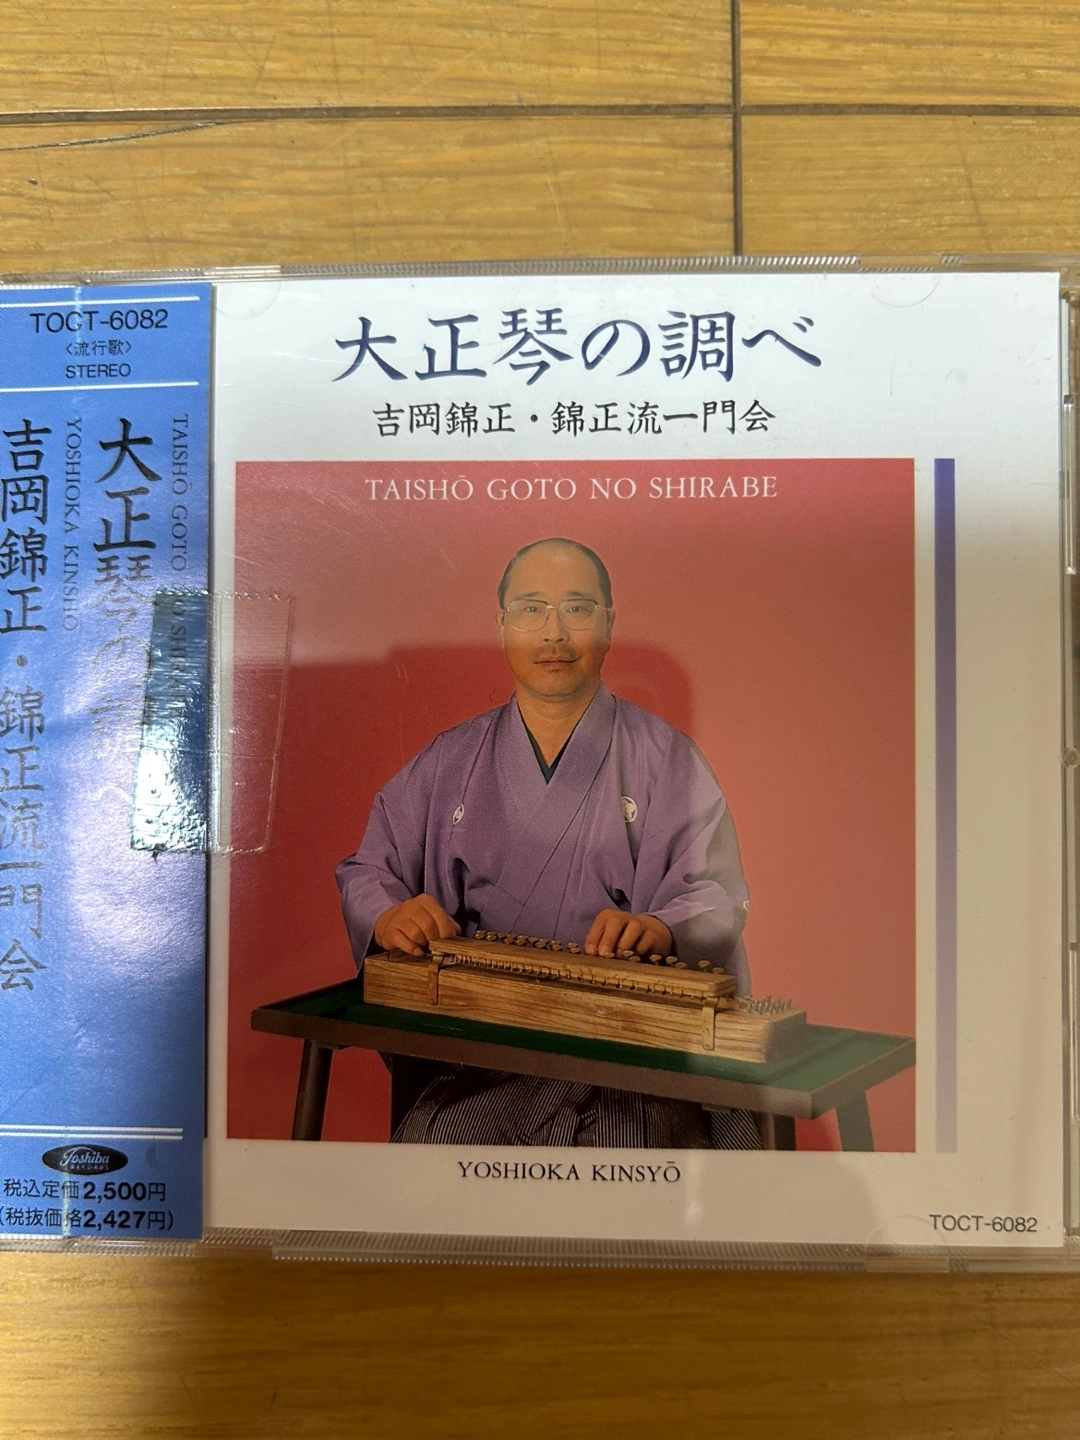 TOCT-6082
〈流行歌〉
STEREO
TAISHŌ GOTO NO SHIRABE
大正琴の調
YOSHIOKA KINSHO
吉岡錦正・錦正流一門会
Toshiba
RECORDS
税込定価2,500円
(税抜価格2,427円)
大正琴の調べ
吉岡錦正・錦正流一門会
TAISHŌ GOTO NO SHIRABE
YOSHIOKA KINSYŌ
TOCT-6082